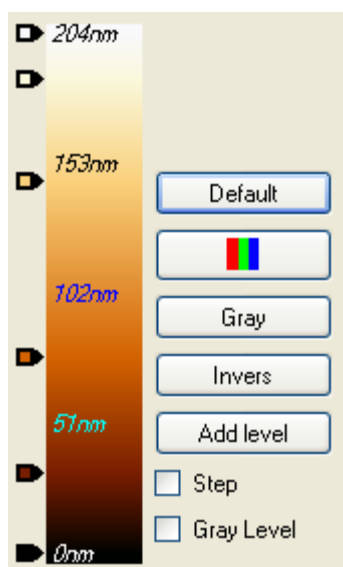 204nm
153nm
Default
102nm
Gray
Invers
51nm
Add level
Step
Gray Level
0nm